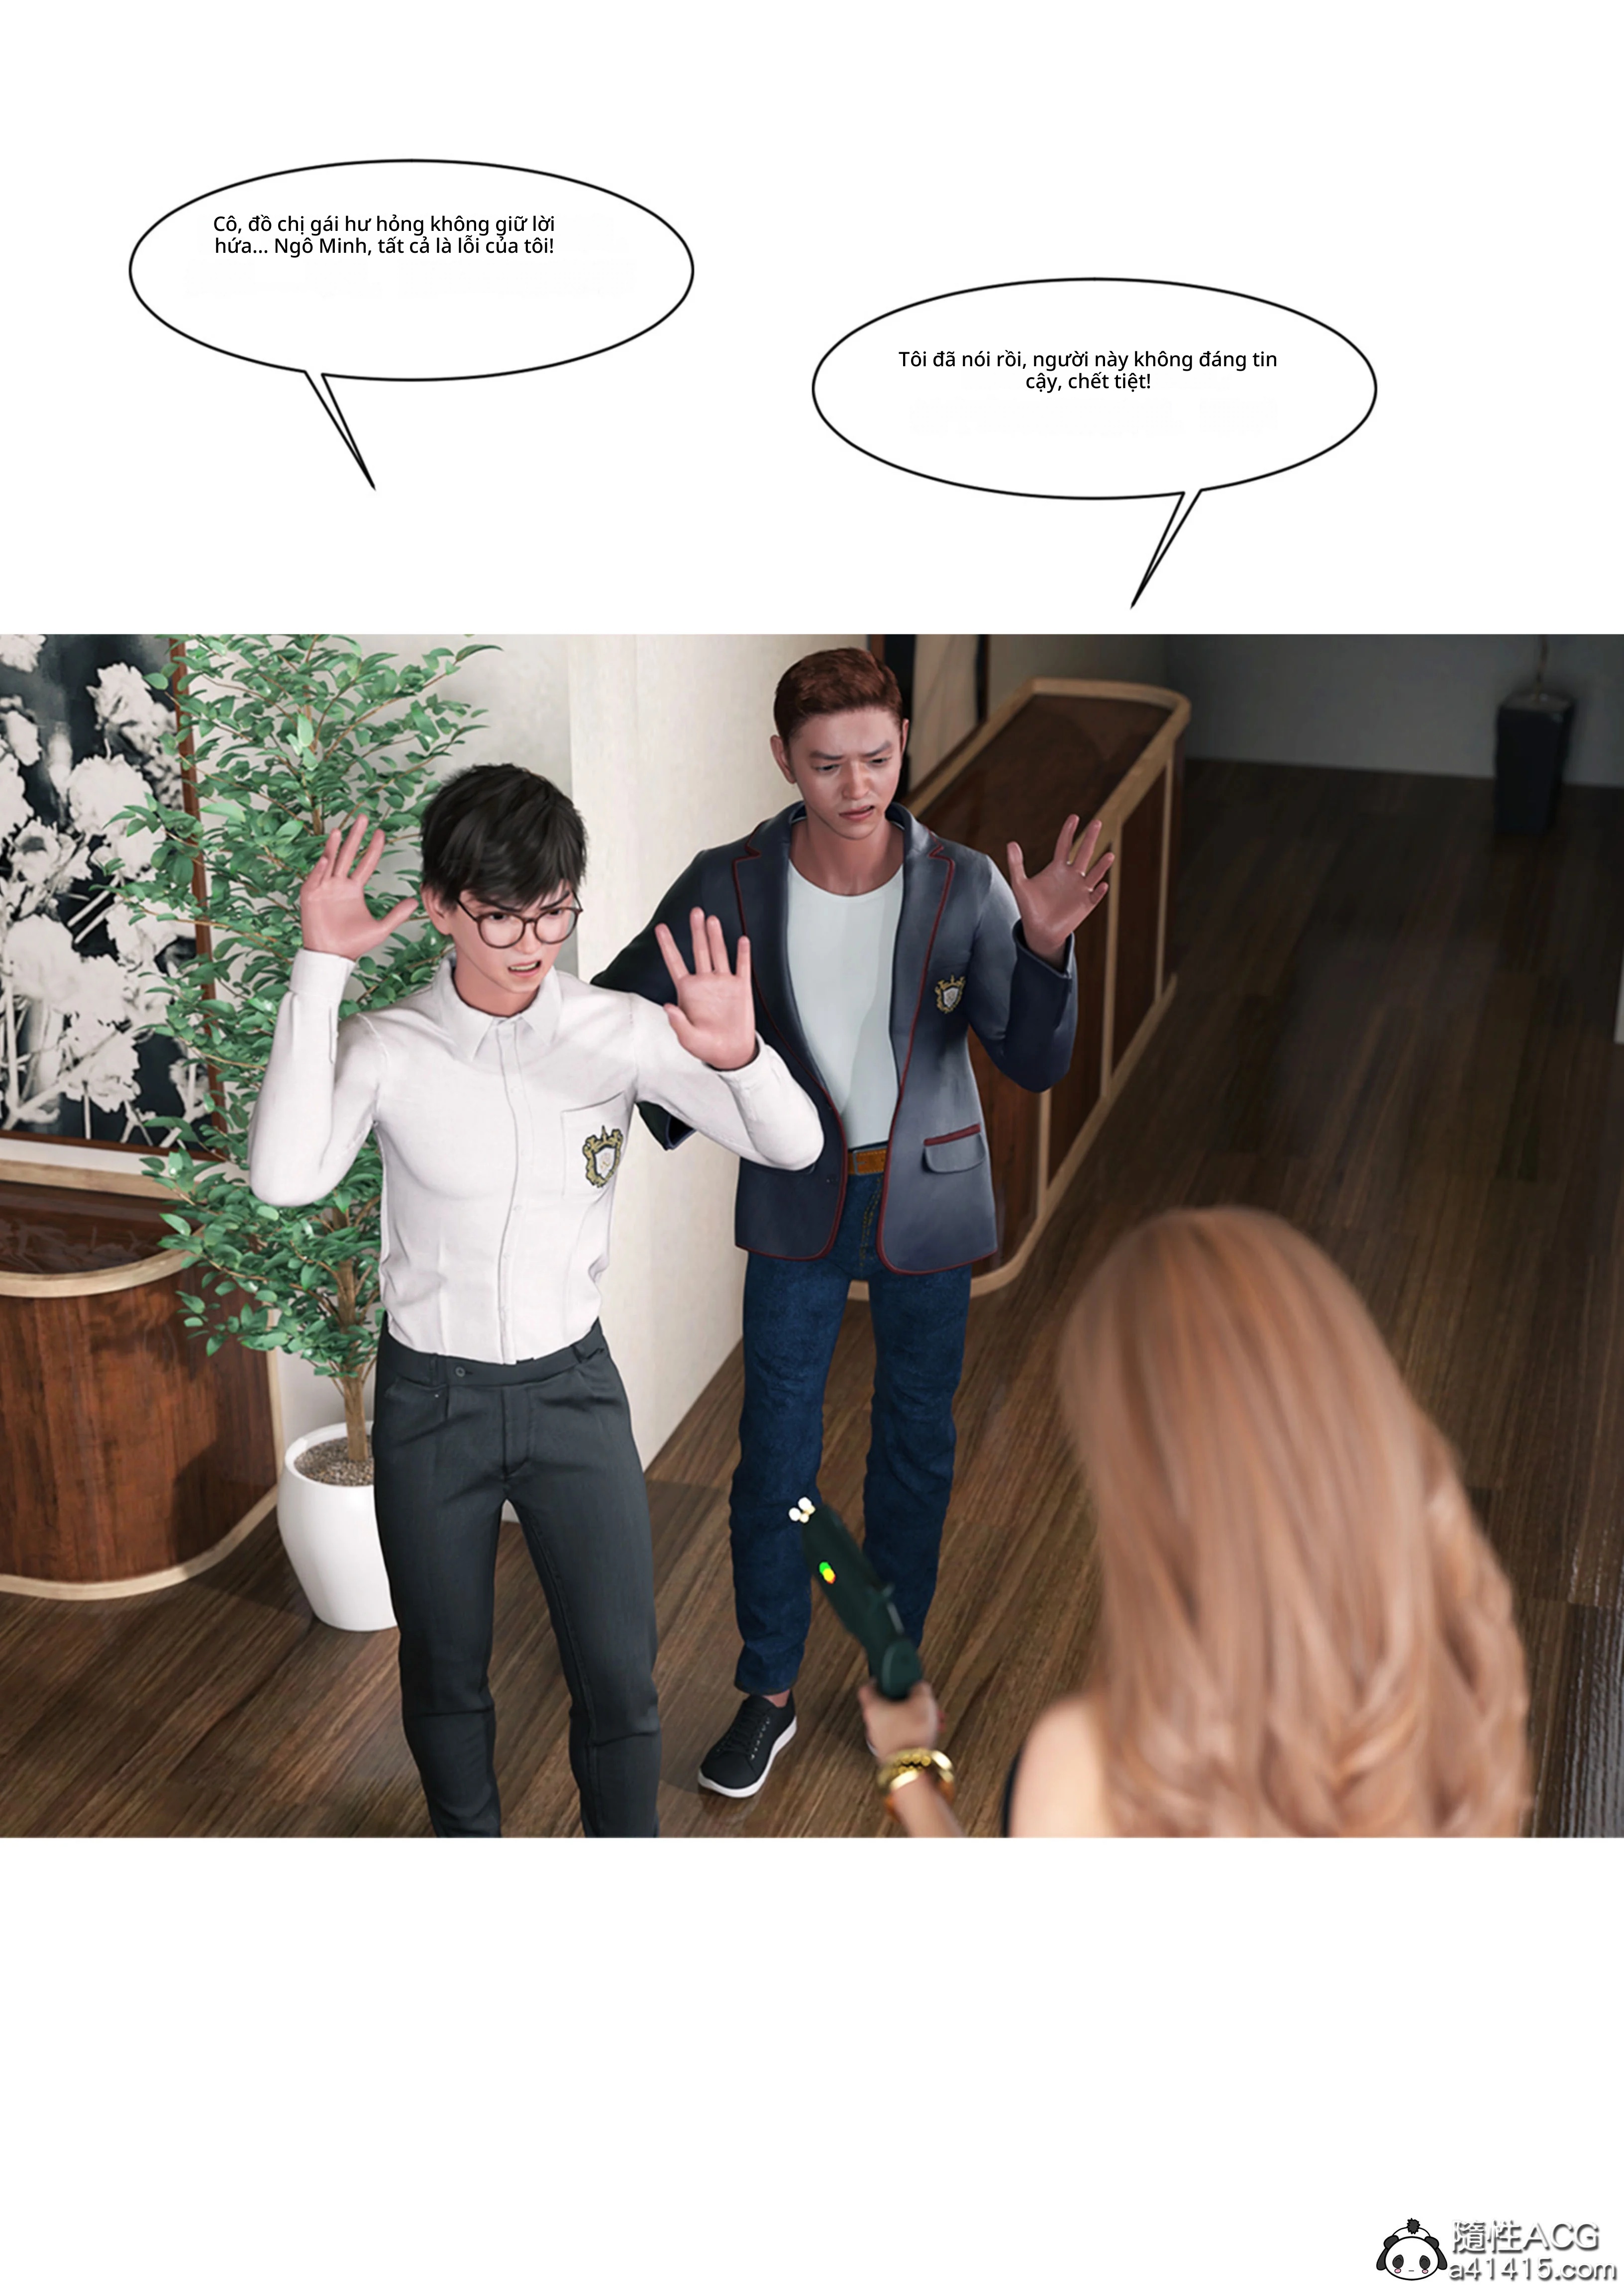 Cô, đồ chị gái hư hỏng không giữ lời
hứa... Ngô Minh, tất cả là lỗi của tôi!
Tôi đã nói rồi, người này không đáng tin
cậy, chết tiệt!
隨性ACG
a41415.com